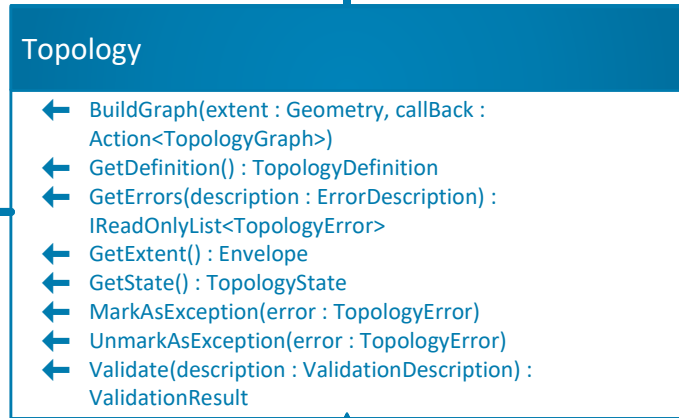 Topology
BuildGraph(extent : Geometry, callBack :
Action<TopologyGraph>)
GetDefinition() : TopologyDefinition
GetErrors(description : ErrorDescription) :
IReadOnlyList<TopologyError>
GetExtent() : Envelope
GetState() : TopologyState
MarkAsException(error : TopologyError)
UnmarkAsException(error : TopologyError)
Validate(description : ValidationDescription) :
ValidationResult